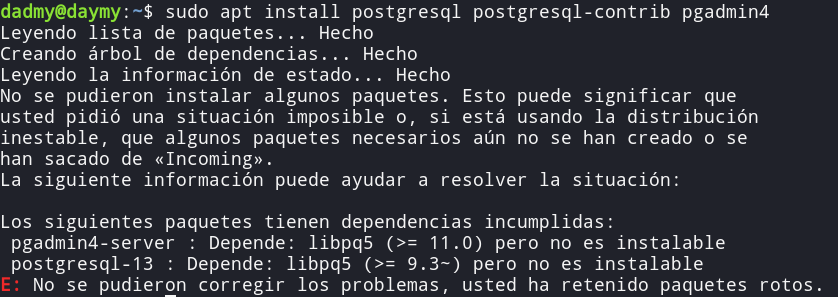 dadmy@daymy:~$ sudo apt install postgresql postgresql-contrib pgadmin4
Leyendo lista de paquetes... Hecho
Creando árbol de dependencias... Hecho
Leyendo la información de estado... Hecho
No se pudieron instalar algunos paquetes. Esto puede significar que
usted pidió una situación imposible o, si está usando la distribución
inestable, que algunos paquetes necesarios aún no se han creado o se
han sacado de «Incoming».
La siguiente información puede ayudar a resolver la situación:

Los siguientes paquetes tienen dependencias incumplidas:
 pgadmin4-server : Depende: libpq5 (>= 11.0) pero no es instalable
 postgresql-13 : Depende: libpq5 (>= 9.3~) pero no es instalable
E: No se pudieron corregir los problemas, usted ha retenido paquetes rotos.